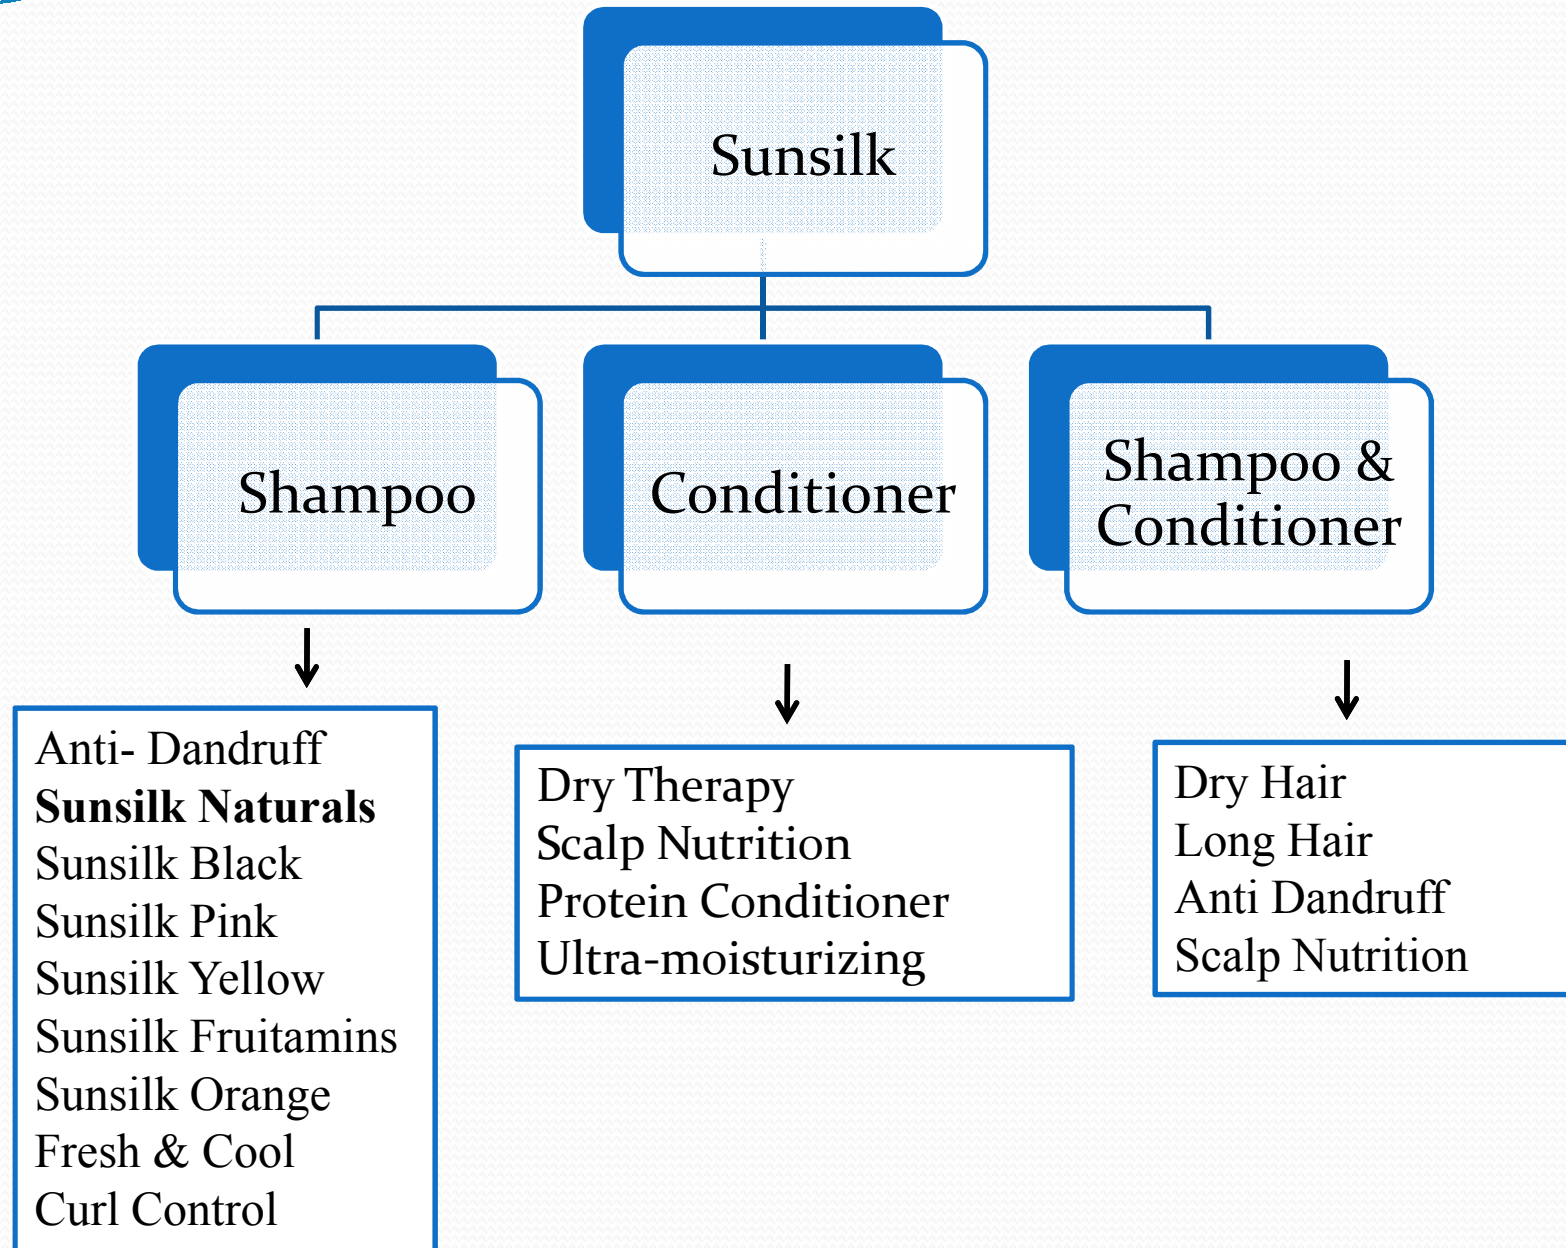 Sunsilk
Shampoo
Conditioner
Shampoo &
Conditioner
Anti- Dandruff
Sunsilk Naturals
Sunsilk Black
Sunsilk Pink
Sunsilk Yellow
Sunsilk Fruitamins
Sunsilk Orange
Fresh & Cool
Curl Control
Dry Therapy
Scalp Nutrition
Protein Conditioner
Ultra-moisturizing
Dry Hair
Long Hair
Anti Dandruff
Scalp Nutrition